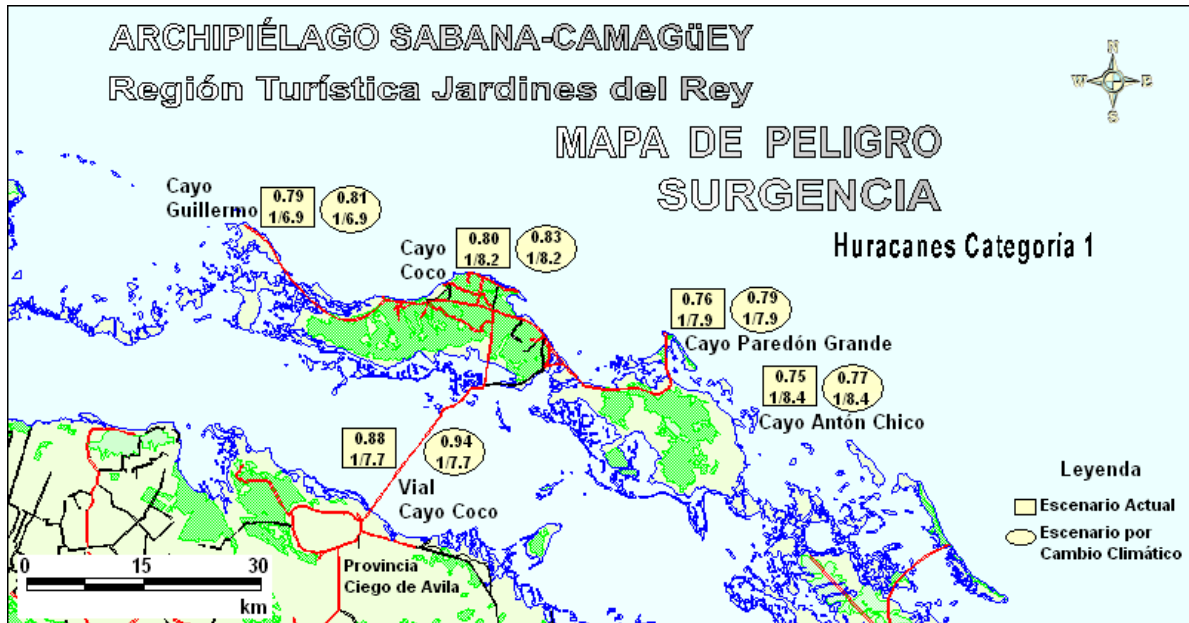 ARCHIPIÉLAGO SABANA-CAMAGüEY
Región Turística Jardines del Rey
MAPA DE PELIGRO
SURGENCIA
Huracanes Categoría 1
N
W E
S
Cayo
Guillermo
0.79
1/6.9
0.81
1/6.9
Cayo
Coco
0.80
1/8.2
0.83
1/8.2
0.76
1/7.9
0.79
1/7.9
Cayo Paredón Grande
0.75
1/8.4
0.77
1/8.4
Cayo Antón Chico
0.88
1/7.7
0.94
1/7.7
Vial
Cayo Coco
Provincia
Ciego de Avila
0 15 30
km
Leyenda
Escenario Actual
Escenario por
Cambio Climático